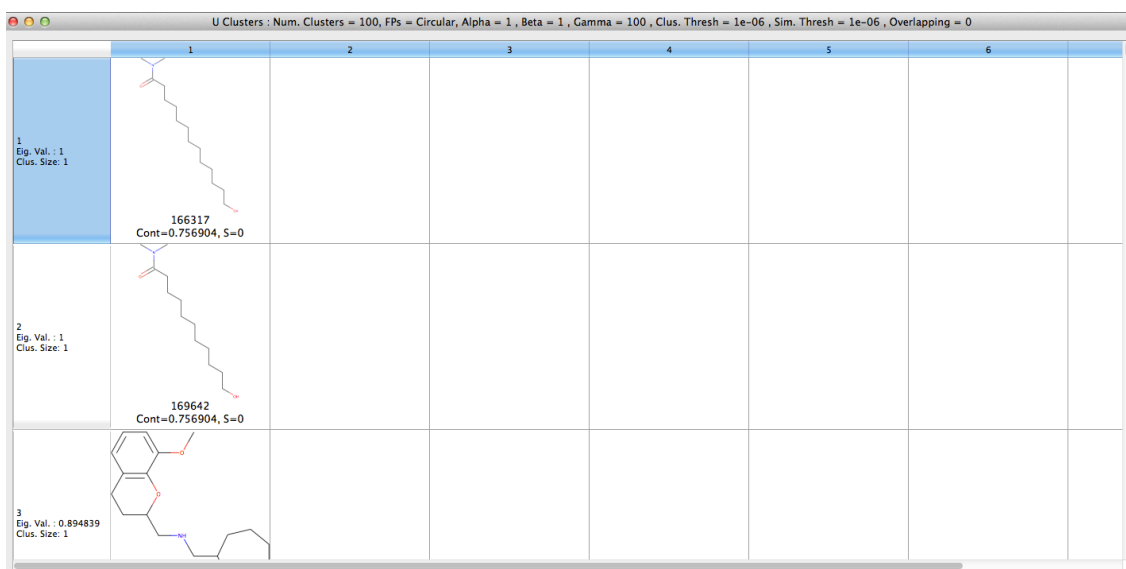 U Clusters : Num. Clusters = 100, FPs = Circular, Alpha = 1 , Beta = 1 , Gamma = 100 , Clus. Thresh = 1e-06 , Sim. Thresh = 1e-06 , Overlapping = 0
1 2 3 4 5 6
1
Eig. Val. : 1
Clus. Size: 1
O
N
OH
166317
Cont=0.756904, S=0
2
Eig. Val. : 1
Clus. Size: 1
O
N
OH
169642
Cont=0.756904, S=0
3
Eig. Val. : 0.894839
Clus. Size: 1
O
O
NH